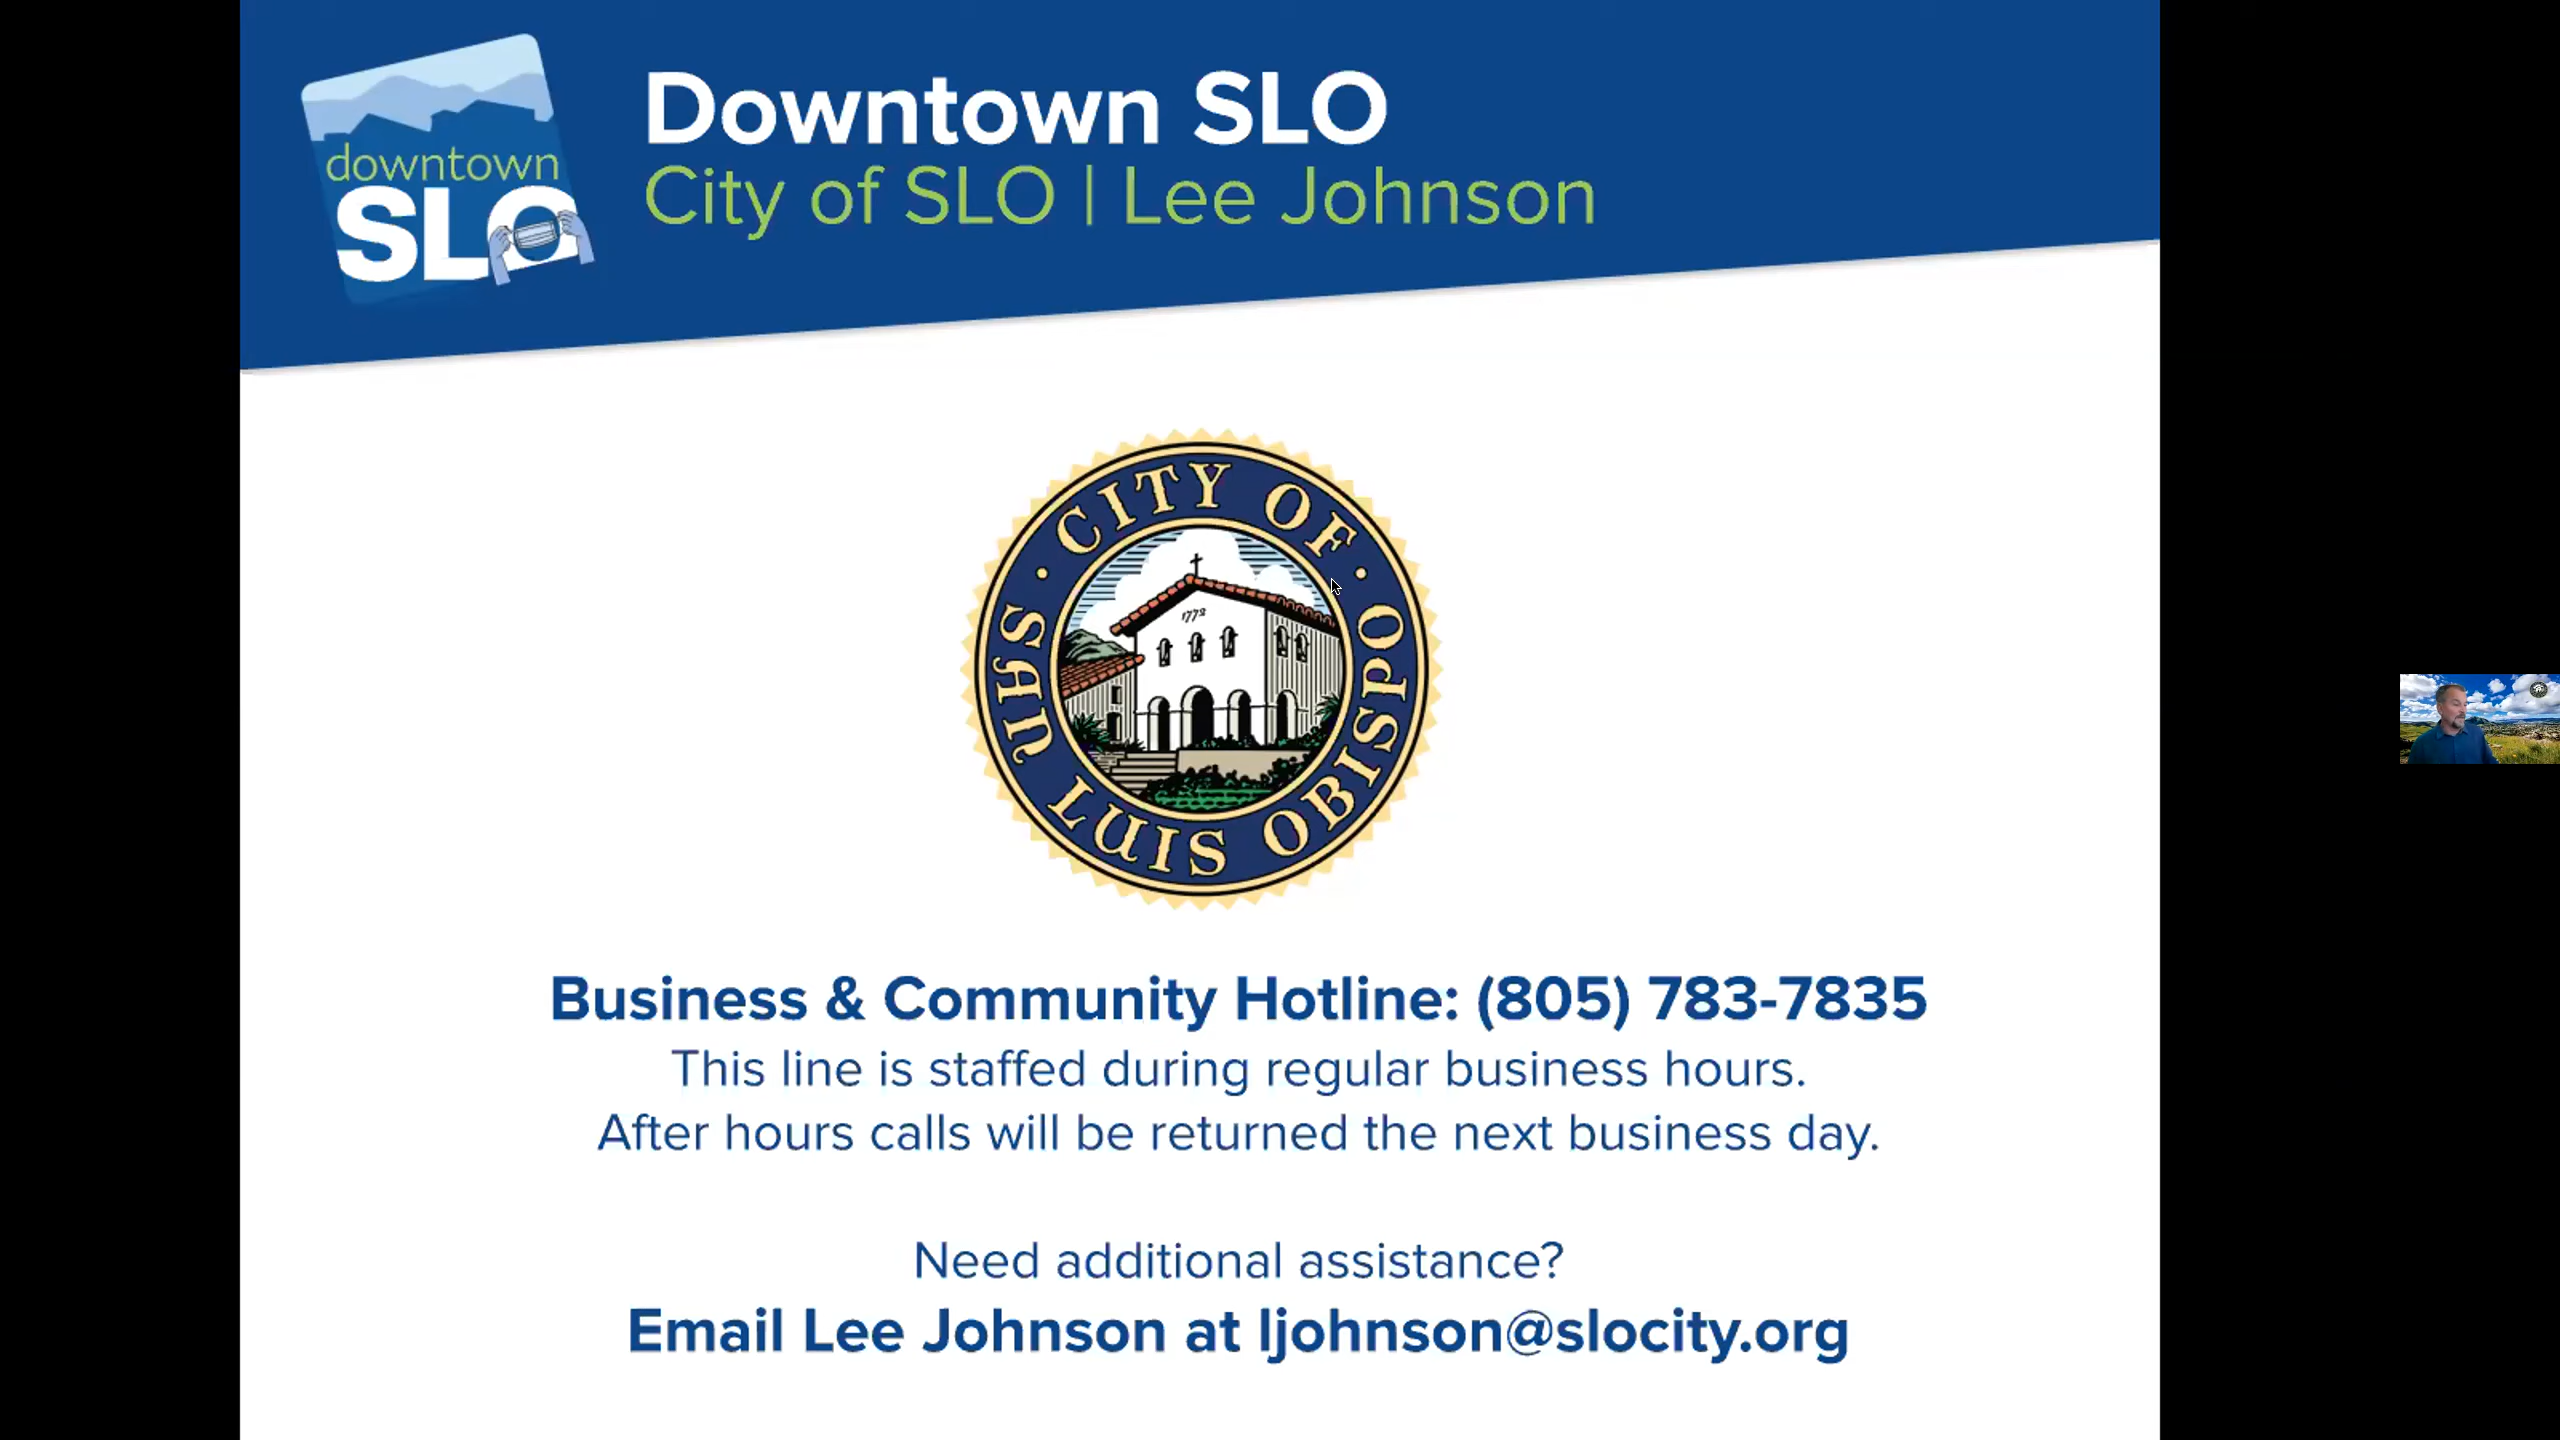 downtown
SLO
Downtown SLO
City of SLO | Lee Johnson
CITY OF
SAN LUIS OBISPO
1772
Business & Community Hotline: (805) 783-7835
This line is staffed during regular business hours.
After hours calls will be returned the next business day.
Need additional assistance?
Email Lee Johnson at ljohnson@slocity.org